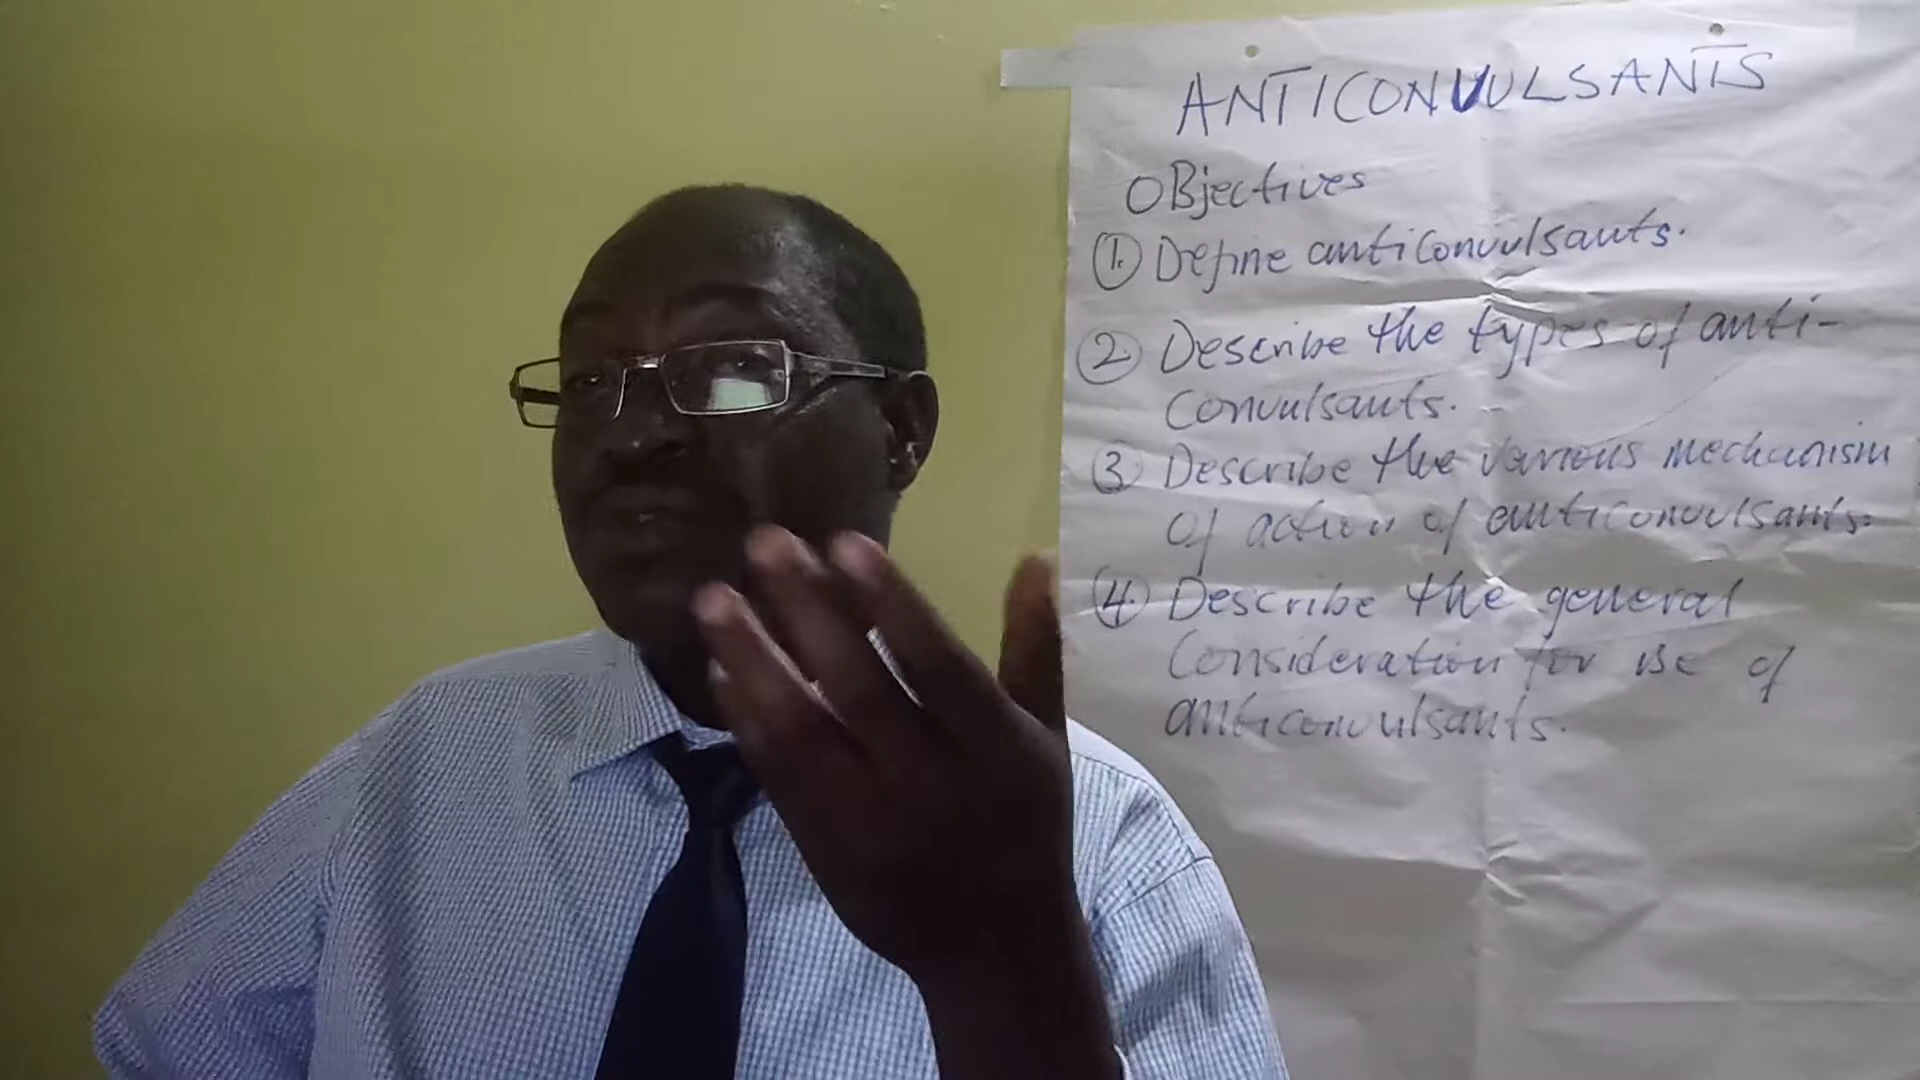 ANTICONVULSANTS
OBjectives
1. Define anticonvulsants.
2. Describe the types of anti-
convulsants.
3. Describe the various mechanism
of action of anticonvulsants.
4. Describe the general
Consideration for use of
anticonvulsants.